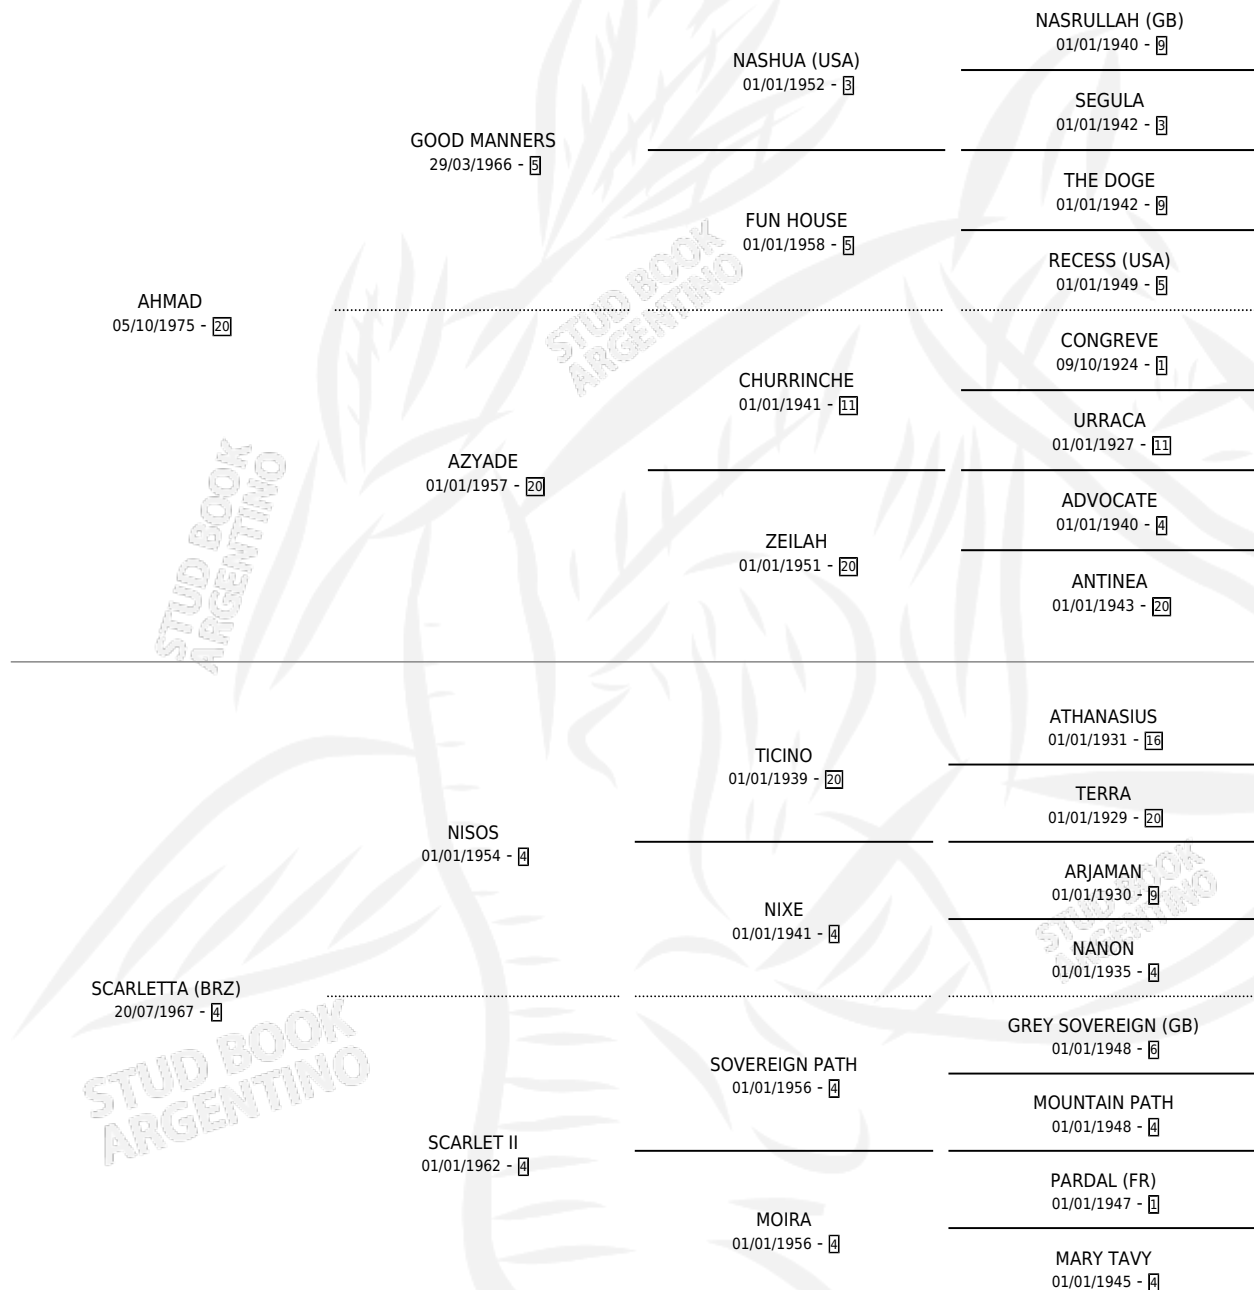 NASRULLAH (GB)
01/01/1940 - 9
NASHUA (USA)
01/01/1952 - 3
SEGULA
01/01/1942 - 3
GOOD MANNERS
29/03/1966 - 5
THE DOGE
01/01/1942 - 9
FUN HOUSE
01/01/1958 - 5
RECESS (USA)
01/01/1949 - 5
AHMAD
05/10/1975 - 20
CONGREVE
09/10/1924 - 1
CHURRINCHE
01/01/1941 - 11
URRACA
01/01/1927 - 11
AZYADE
01/01/1957 - 20
ADVOCATE
01/01/1940 - 4
ZEILAH
01/01/1951 - 20
ANTINEA
01/01/1943 - 20
STUD BOOK
ARGENTINO
STUD BOOK
ARGENTINO
ATHANASIUS
01/01/1931 - 16
TICINO
01/01/1939 - 20
TERRA
01/01/1929 - 20
NISOS
01/01/1954 - 4
ARJAMAN
01/01/1930 - 9
NIXE
01/01/1941 - 4
NANON
01/01/1935 - 4
STUD BOOK
ARGENTINO
SCARLETTA (BRZ)
20/07/1967 - 4
GREY SOVEREIGN (GB)
01/01/1948 - 6
SOVEREIGN PATH
01/01/1956 - 4
MOUNTAIN PATH
01/01/1948 - 4
STUD BOOK
ARGENTINO
SCARLET II
01/01/1962 - 4
PARDAL (FR)
01/01/1947 - 1
MOIRA
01/01/1956 - 4
MARY TAVY
01/01/1945 - 4